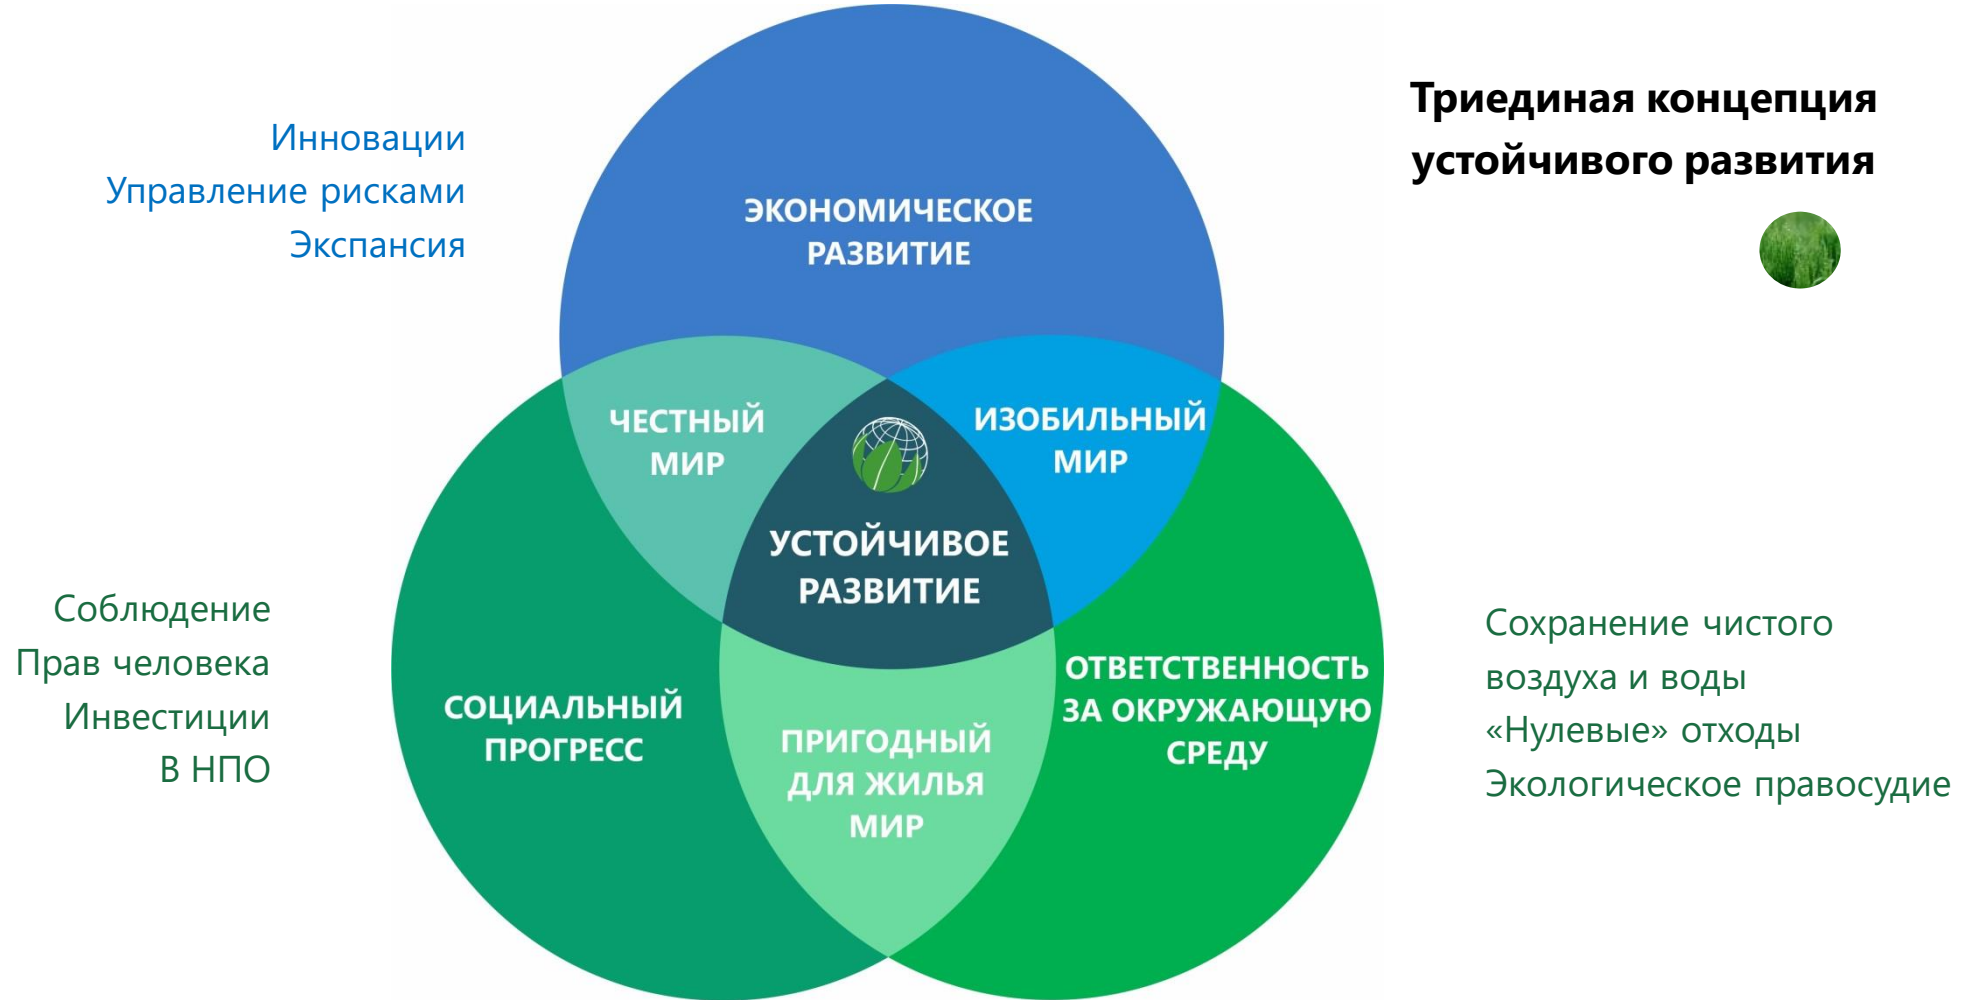 Триединая концепция
устойчивого развития
Инновации
Управление рисками
Экспансия
ЭКОНОМИЧЕСКОЕ
РАЗВИТИЕ
ЧЕСТНЫЙ
МИР
ИЗОБИЛЬНЫЙ
МИР
УСТОЙЧИВОЕ
РАЗВИТИЕ
Соблюдение
Прав человека
Инвестиции
В НПО
СОЦИАЛЬНЫЙ
ПРОГРЕСС
ПРИГОДНЫЙ
ДЛЯ ЖИЛЬЯ
МИР
ОТВЕТСТВЕННОСТЬ
ЗА ОКРУЖАЮЩУЮ
СРЕДУ
Сохранение чистого
воздуха и воды
«Нулевые» отходы
Экологическое правосудие